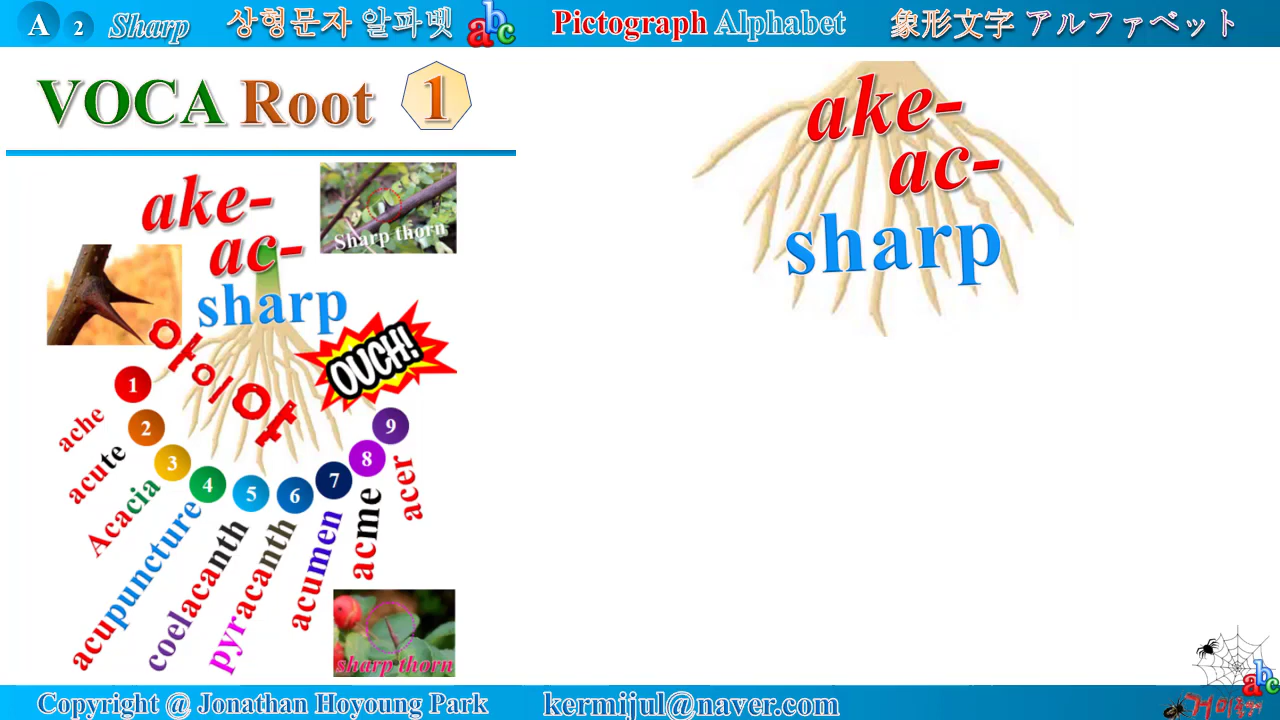 A 2 Sharp 상형문자 알파벳 abc Pictograph Alphabet 象形文字 アルファベット
VOCA Root 1
ake-
ac-
sharp
Sharp thorn
아이야
OUCH!
1 ache
2 acute
3 Acacia
4 acupuncture
5 coelacanth
6 pyracanth
7 acumen
8 acme
9 acer
sharp thorn
ake-
ac-
sharp
abc
Copyright @ Jonathan Hoyoung Park kermijul@naver.com